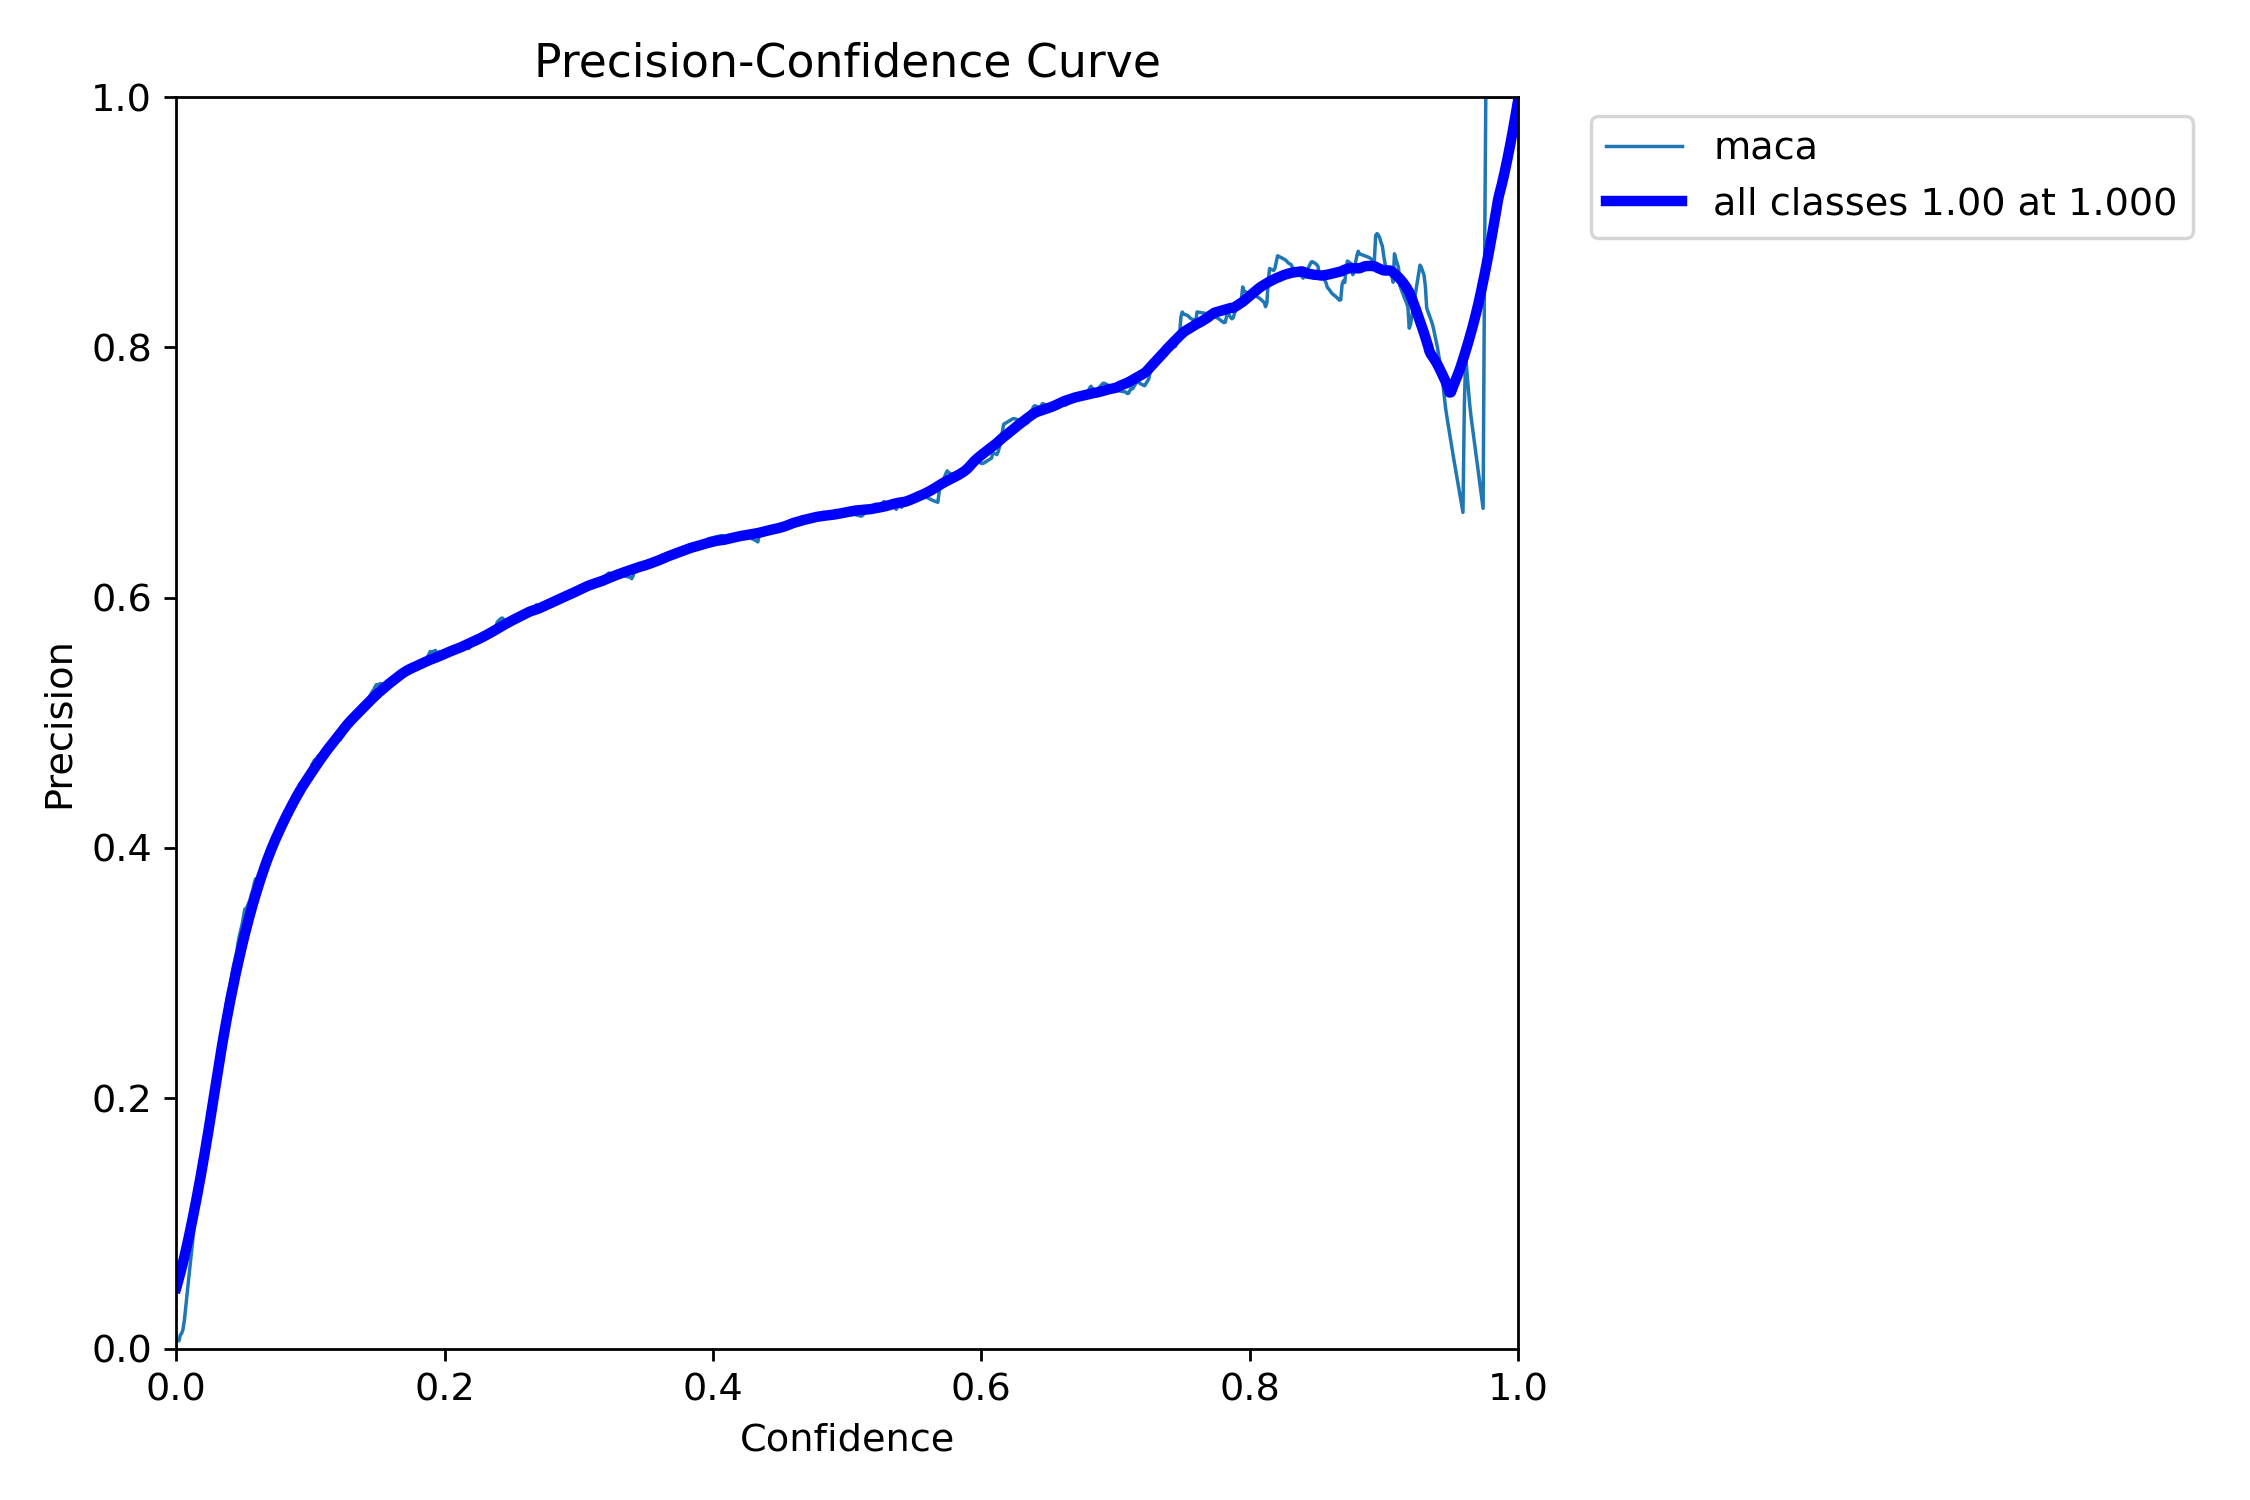 Precision-Confidence Curve
maca
all classes 1.00 at 1.000
1.0
0.8
0.6
0.4
0.2
0.0
Precision
0.0 0.2 0.4 0.6 0.8 1.0
Confidence